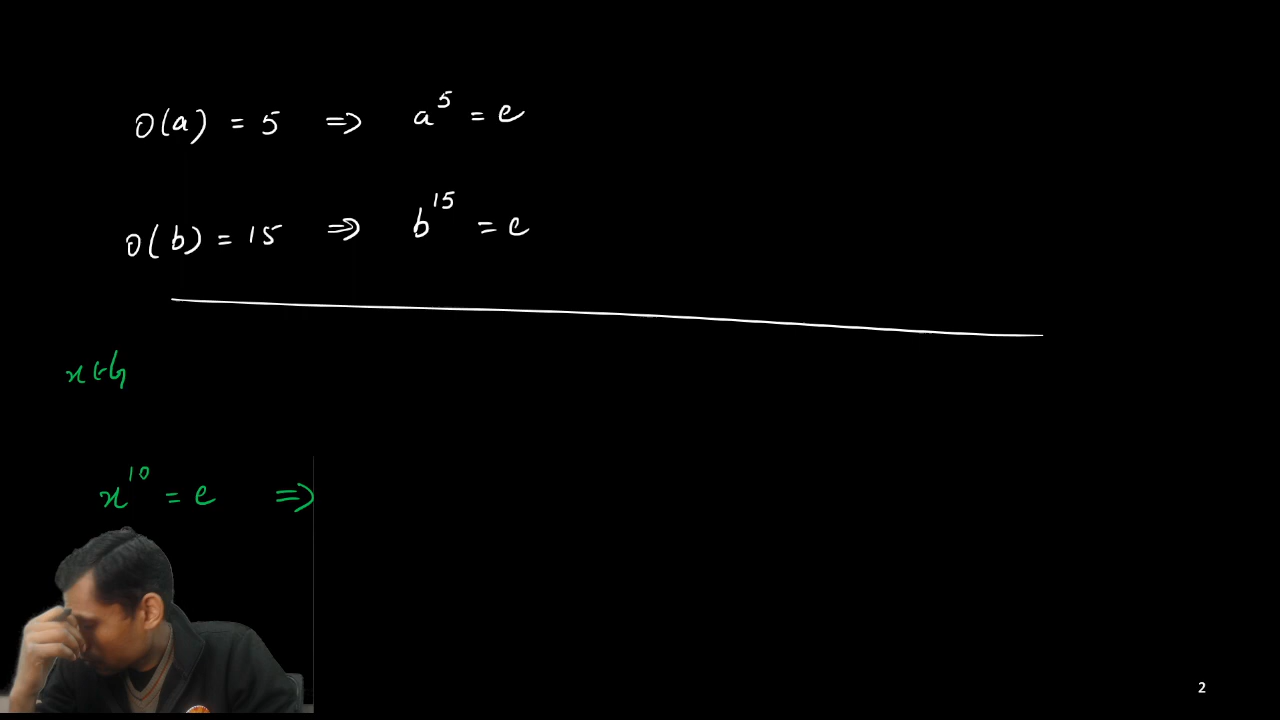 O(a) = 5 ⇒ a^5 = e
O(b) = 15 ⇒ b^15 = e
x ∈ G
x^10 = e ⇒
2